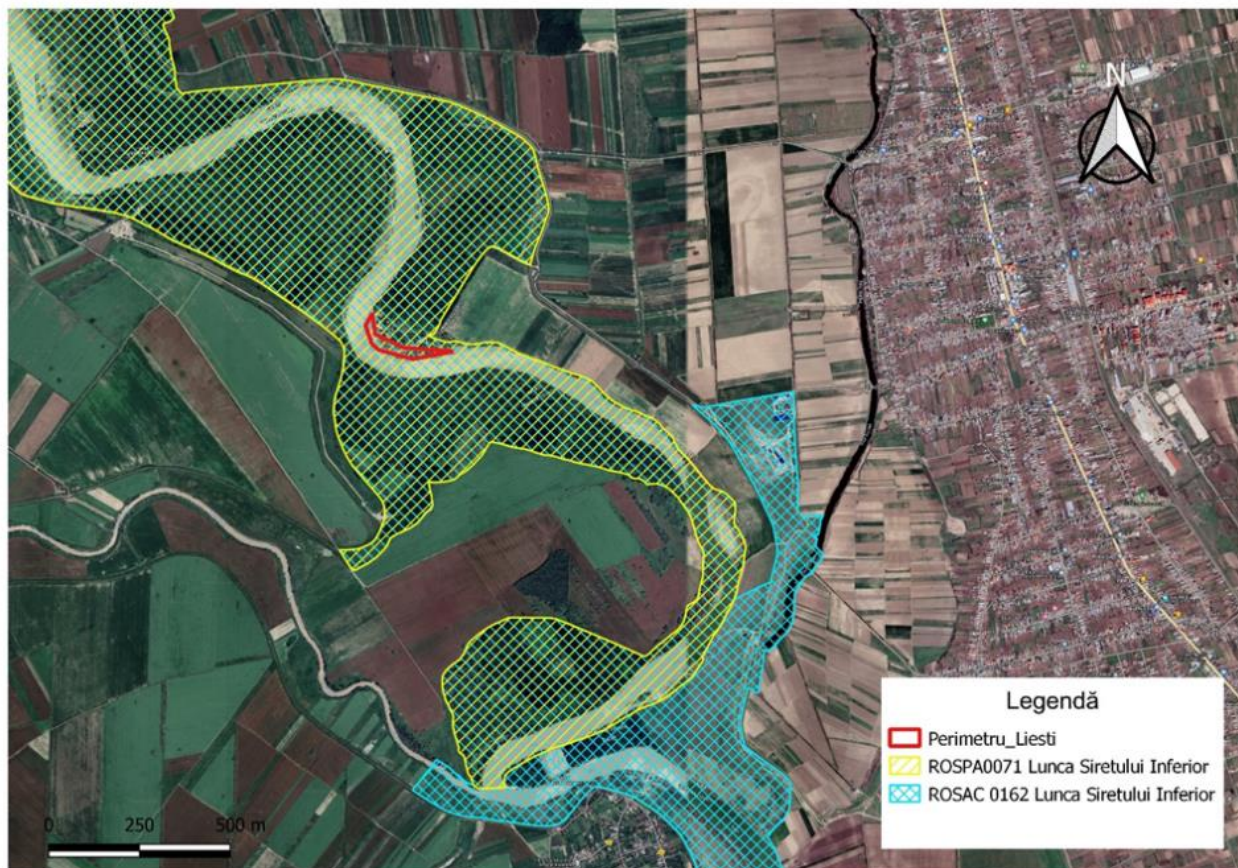 N
Legendă
Perimetru_Liesti
ROSPA0071 Lunca Siretului Inferior
ROSAC 0162 Lunca Siretului Inferior
0 250 500 m